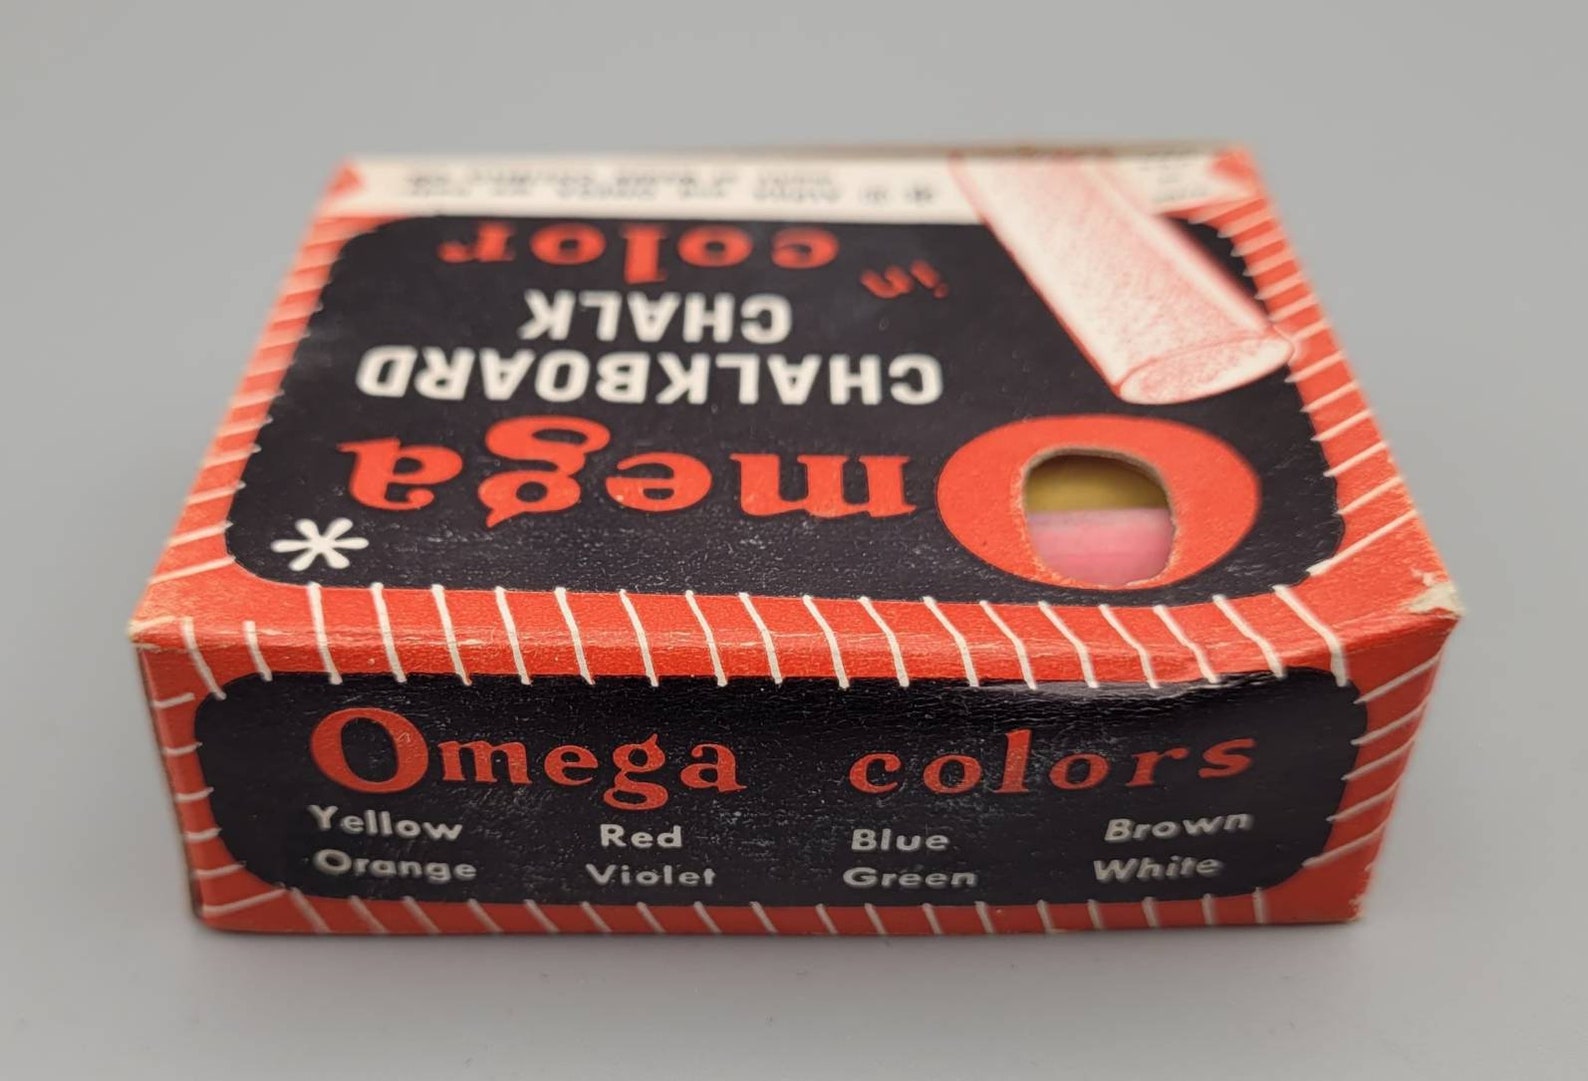 Omega
*
CHALKBOARD
CHALK
in color
Omega colors
Yellow Red Blue Brown
Orange Violet Green White